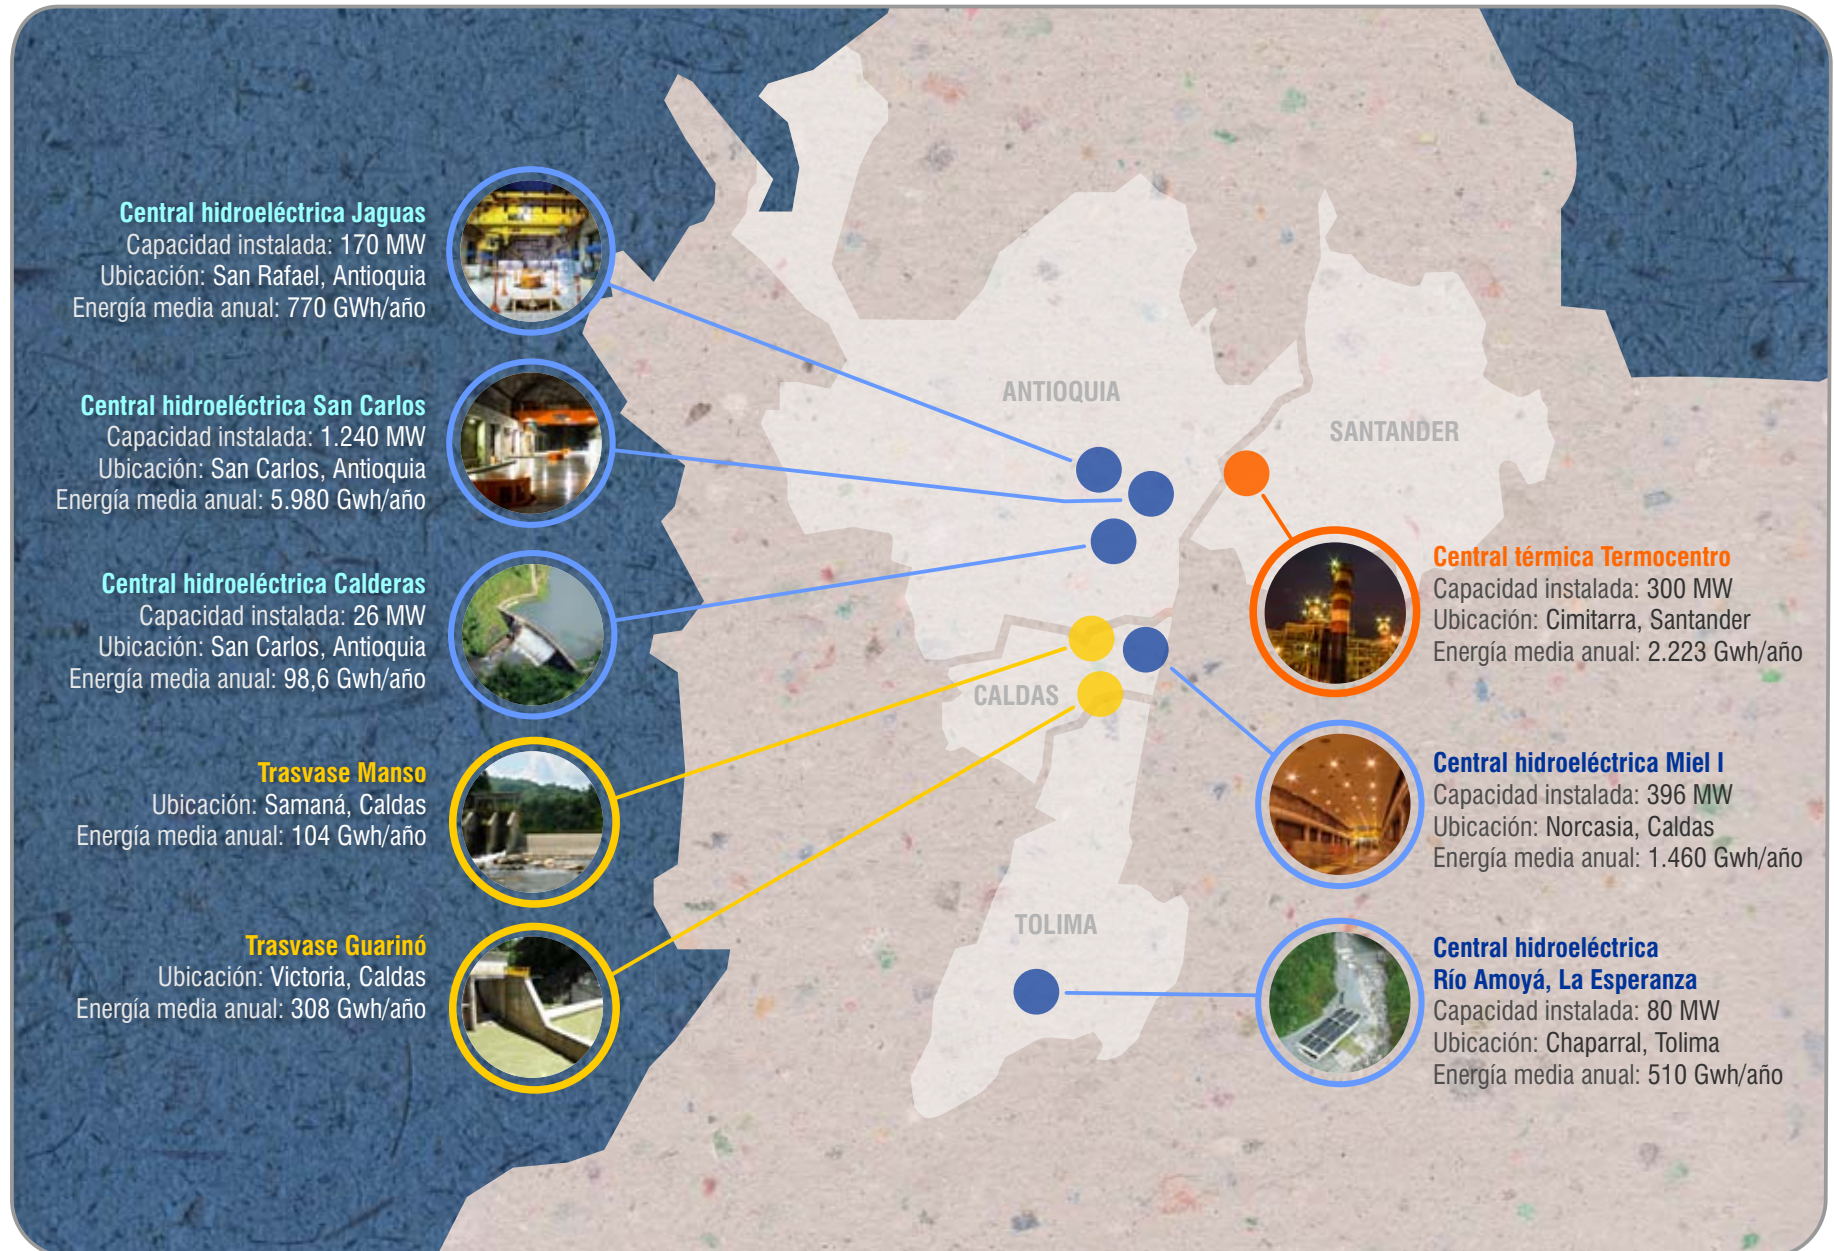 Central hidroeléctrica Jaguas
Capacidad instalada: 170 MW
Ubicación: San Rafael, Antioquia
Energía media anual: 770 GWh/año
Central hidroeléctrica San Carlos
Capacidad instalada: 1.240 MW
Ubicación: San Carlos, Antioquia
Energía media anual: 5.980 Gwh/año
Central hidroeléctrica Calderas
Capacidad instalada: 26 MW
Ubicación: San Carlos, Antioquia
Energía media anual: 98,6 Gwh/año
Trasvase Manso
Ubicación: Samaná, Caldas
Energía media anual: 104 Gwh/año
Trasvase Guarinó
Ubicación: Victoria, Caldas
Energía media anual: 308 Gwh/año
ANTIOQUIA
SANTANDER
CALDAS
TOLIMA
Central térmica Termocentro
Capacidad instalada: 300 MW
Ubicación: Cimitarra, Santander
Energía media anual: 2.223 Gwh/año
Central hidroeléctrica Miel I
Capacidad instalada: 396 MW
Ubicación: Norcasia, Caldas
Energía media anual: 1.460 Gwh/año
Central hidroeléctrica
Río Amoyá, La Esperanza
Capacidad instalada: 80 MW
Ubicación: Chaparral, Tolima
Energía media anual: 510 Gwh/año